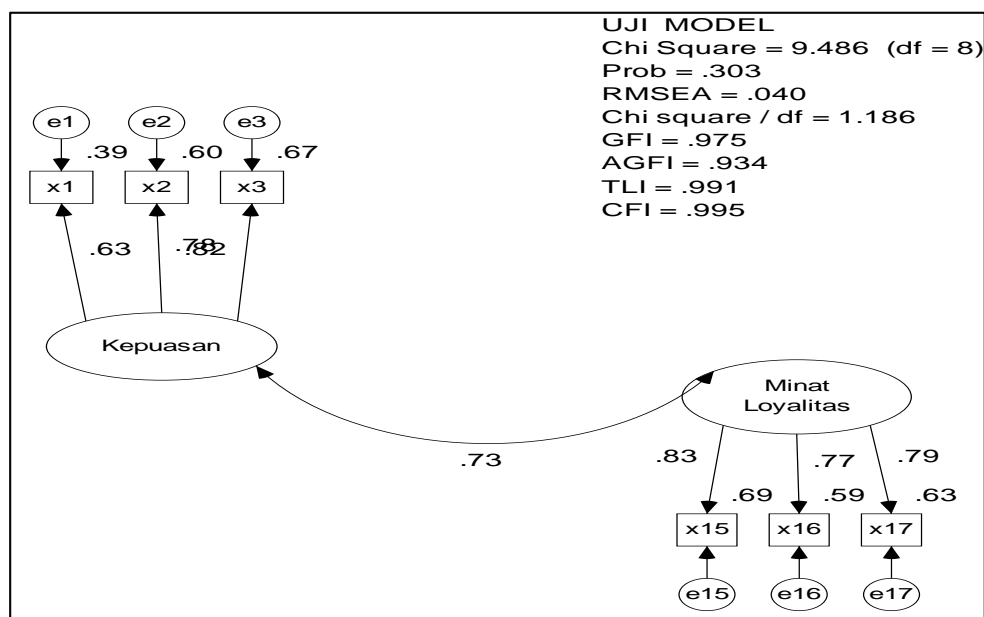 UJI MODEL
Chi Square = 9.486 (df = 8)
Prob = .303
RMSEA = .040
Chi square / df = 1.186
GFI = .975
AGFI = .934
TLI = .991
CFI = .995
e1 e2 e3
.39 .60 .67
x1 x2 x3
.63 .78 .82
Kepuasan
Minat
Loyalitas
.73
.83 .77 .79
.69 .59 .63
x15 x16 x17
e15 e16 e17